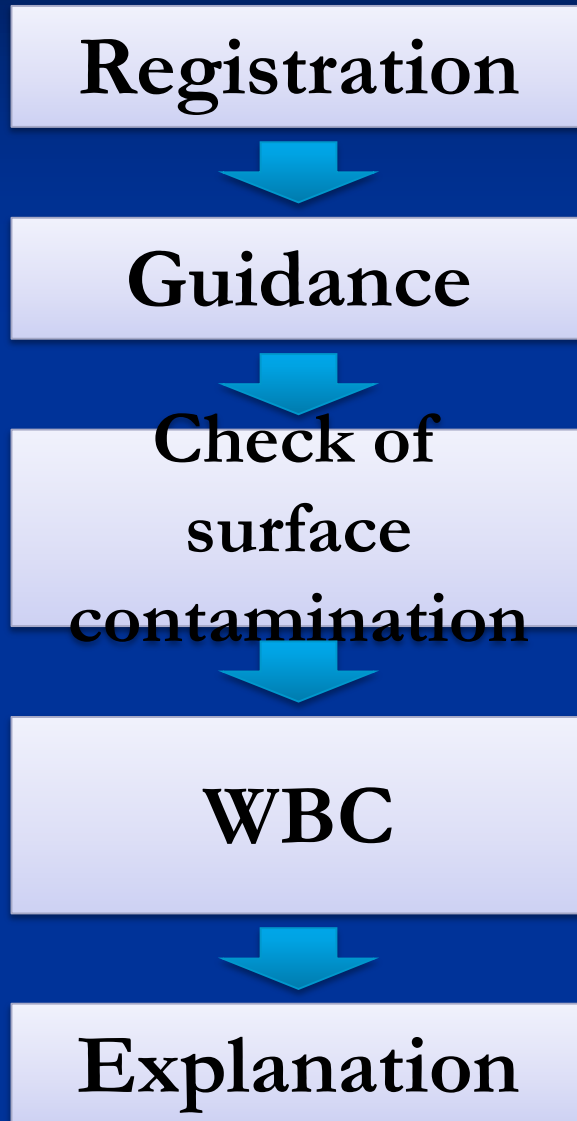 Registration
Guidance
Check of
surface
contamination
WBC
Explanation